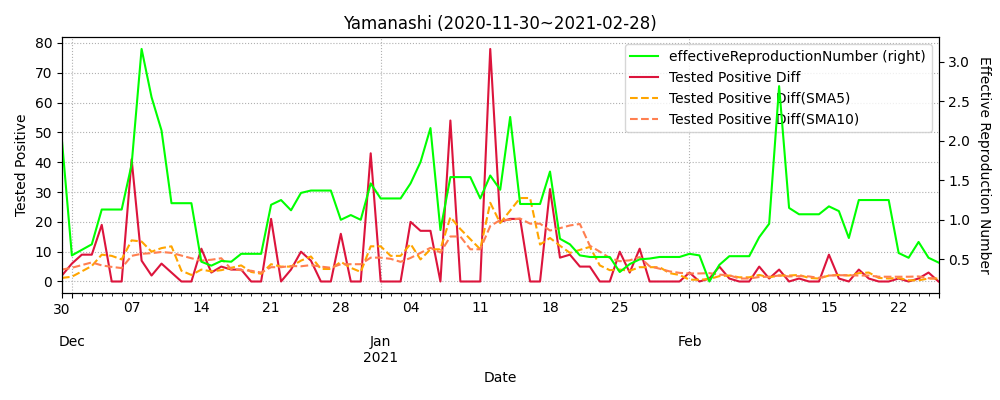 Yamanashi (2020-11-30~2021-02-28)
effectiveReproductionNumber (right)
Tested Positive Diff
Tested Positive Diff(SMA5)
Tested Positive Diff(SMA10)
Tested Positive
80
70
60
50
40
30
20
10
0
3.0
2.5
2.0
1.5
1.0
0.5
Effective Reproduction Number
30 07 14 21 28 04 11 18 25 08 15 22
Dec Jan Feb
2021
Date